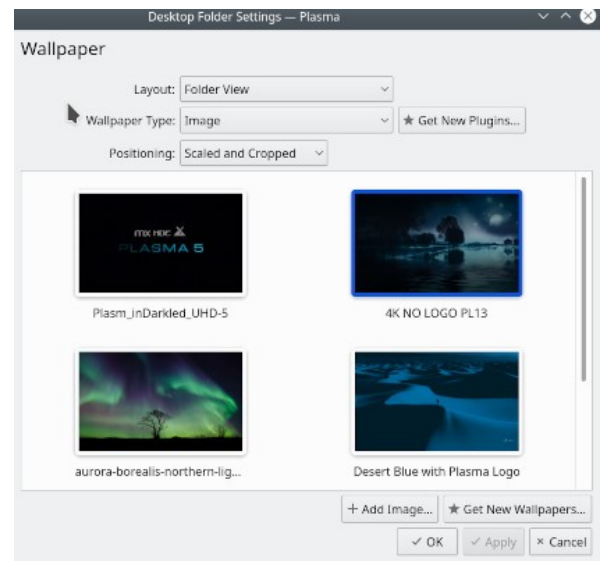 Desktop Folder Settings — Plasma
Wallpaper
Layout: Folder View
Wallpaper Type: Image ★ Get New Plugins...
Positioning: Scaled and Cropped
PLASMA 5
Plasm_inDarkled_UHD-5 4K NO LOGO PL13
aurora-borealis-northern-lig... Desert Blue with Plasma Logo
+ Add Image... ★ Get New Wallpapers...
✓ OK ✓ Apply × Cancel